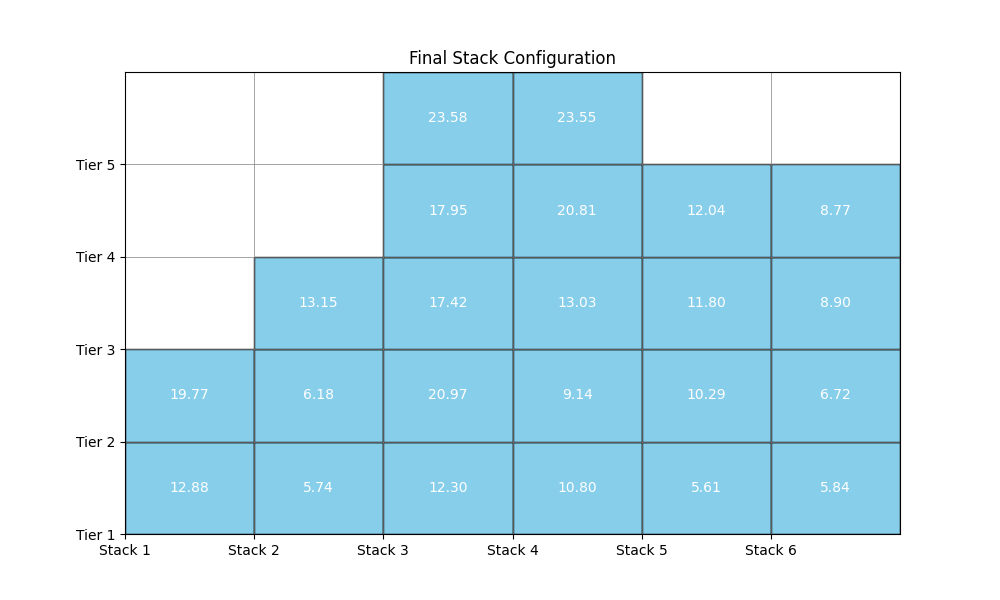 Final Stack Configuration
23.58 23.55
Tier 5
17.95 20.81 12.04 8.77
Tier 4
13.15 17.42 13.03 11.80 8.90
Tier 3
19.77 6.18 20.97 9.14 10.29 6.72
Tier 2
12.88 5.74 12.30 10.80 5.61 5.84
Tier 1
Stack 1 Stack 2 Stack 3 Stack 4 Stack 5 Stack 6